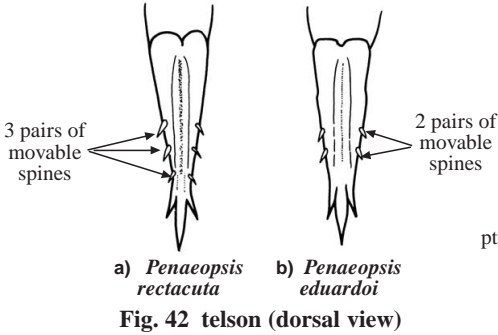 3 pairs of
movable
spines
2 pairs of
movable
spines
pt
a) Penaeopsis
rectacuta
b) Penaeopsis
eduardoi
Fig. 42 telson (dorsal view)